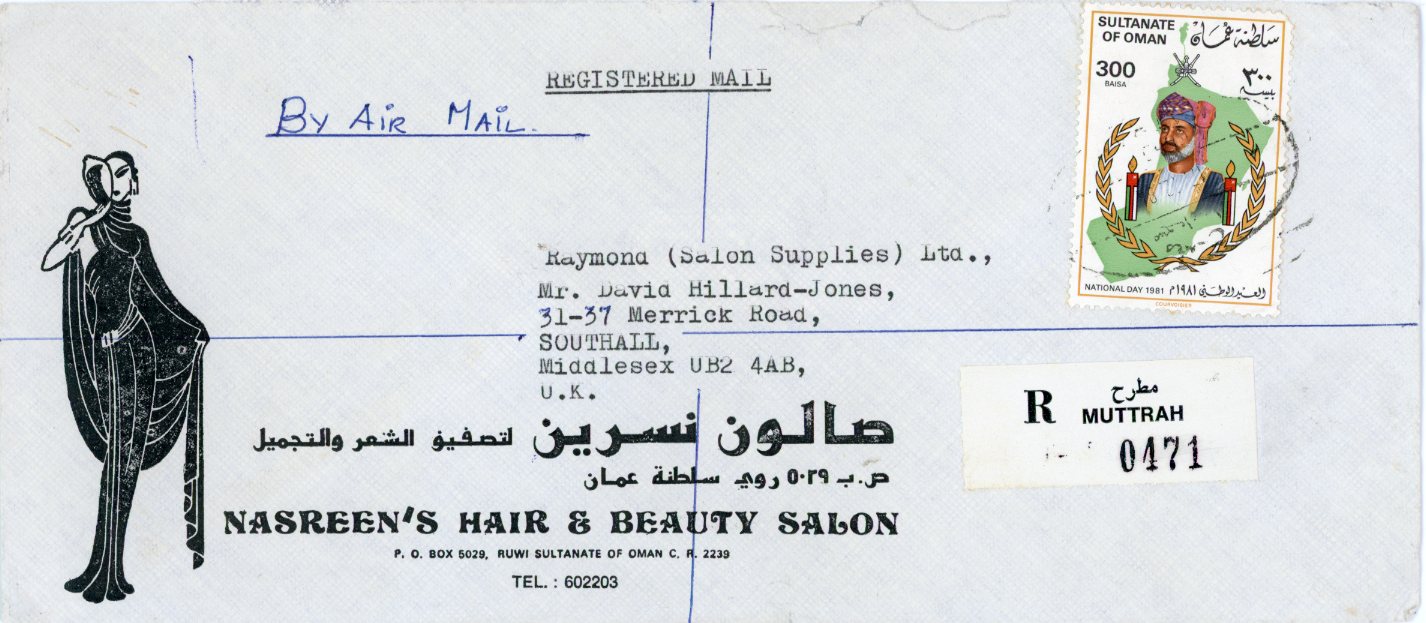 REGISTERED MAIL
By Air Mail.
SULTANATE OF OMAN
سلطنة عمان
300
BAISA
٣٠٠
بيسة
NATIONAL DAY 1981 العيد الوطني ١٩٨١م
COURVOISIER
Raymond (Salon Supplies) Ltd.,
Mr. David Hillard-Jones,
31-37 Merrick Road,
SOUTHALL,
Middlesex UB2 4AB,
U.K.
R
مطرح
MUTTRAH
0471
صالون نسرين لتصفيف الشعر والتجميل
ص.ب ٥٠٢٩ روي سلطنة عمان
NASREEN'S HAIR & BEAUTY SALON
P. O. BOX 5029, RUWI SULTANATE OF OMAN C. R. 2239
TEL. : 602203